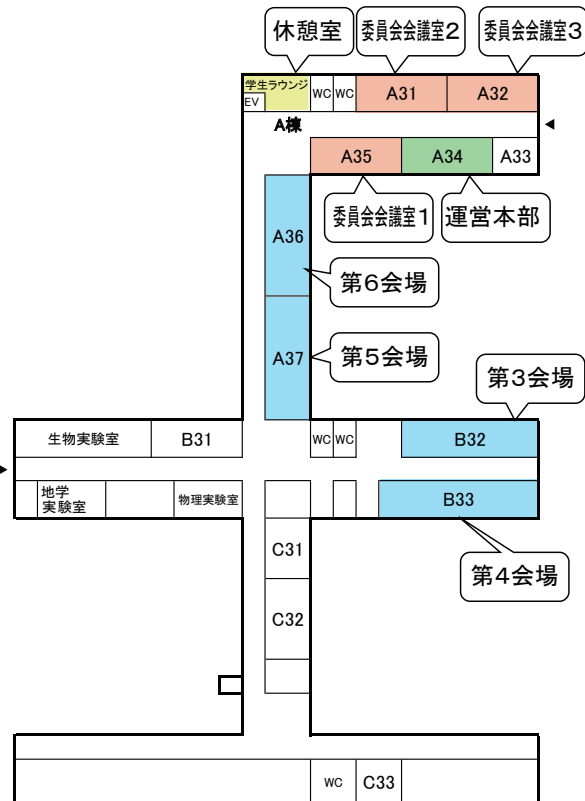 休憩室
委員会会議室2
委員会会議室3
学生ラウンジ
EV
WC
WC
A31
A32
A棟
A35
A34
A33
委員会会議室1
運営本部
A36
第6会場
A37
第5会場
第3会場
生物実験室
B31
WC
WC
B32
地学
実験室
物理実験室
B33
C31
第4会場
C32
WC
C33